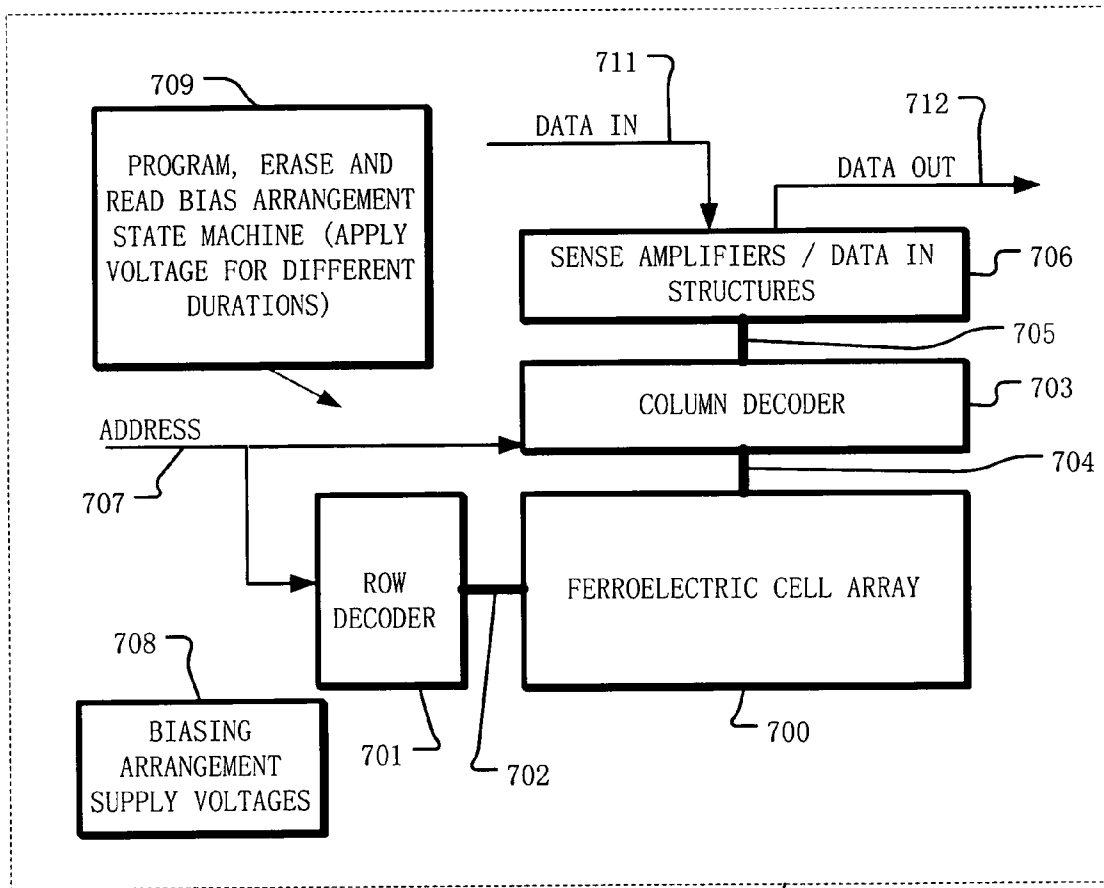 709
PROGRAM, ERASE AND
READ BIAS ARRANGEMENT
STATE MACHINE (APPLY
VOLTAGE FOR DIFFERENT
DURATIONS)
711
DATA IN
712
DATA OUT
SENSE AMPLIFIERS / DATA IN
STRUCTURES
706
705
COLUMN DECODER
703
704
ADDRESS
707
ROW
DECODER
701
702
FERROELECTRIC CELL ARRAY
700
708
BIASING
ARRANGEMENT
SUPPLY VOLTAGES